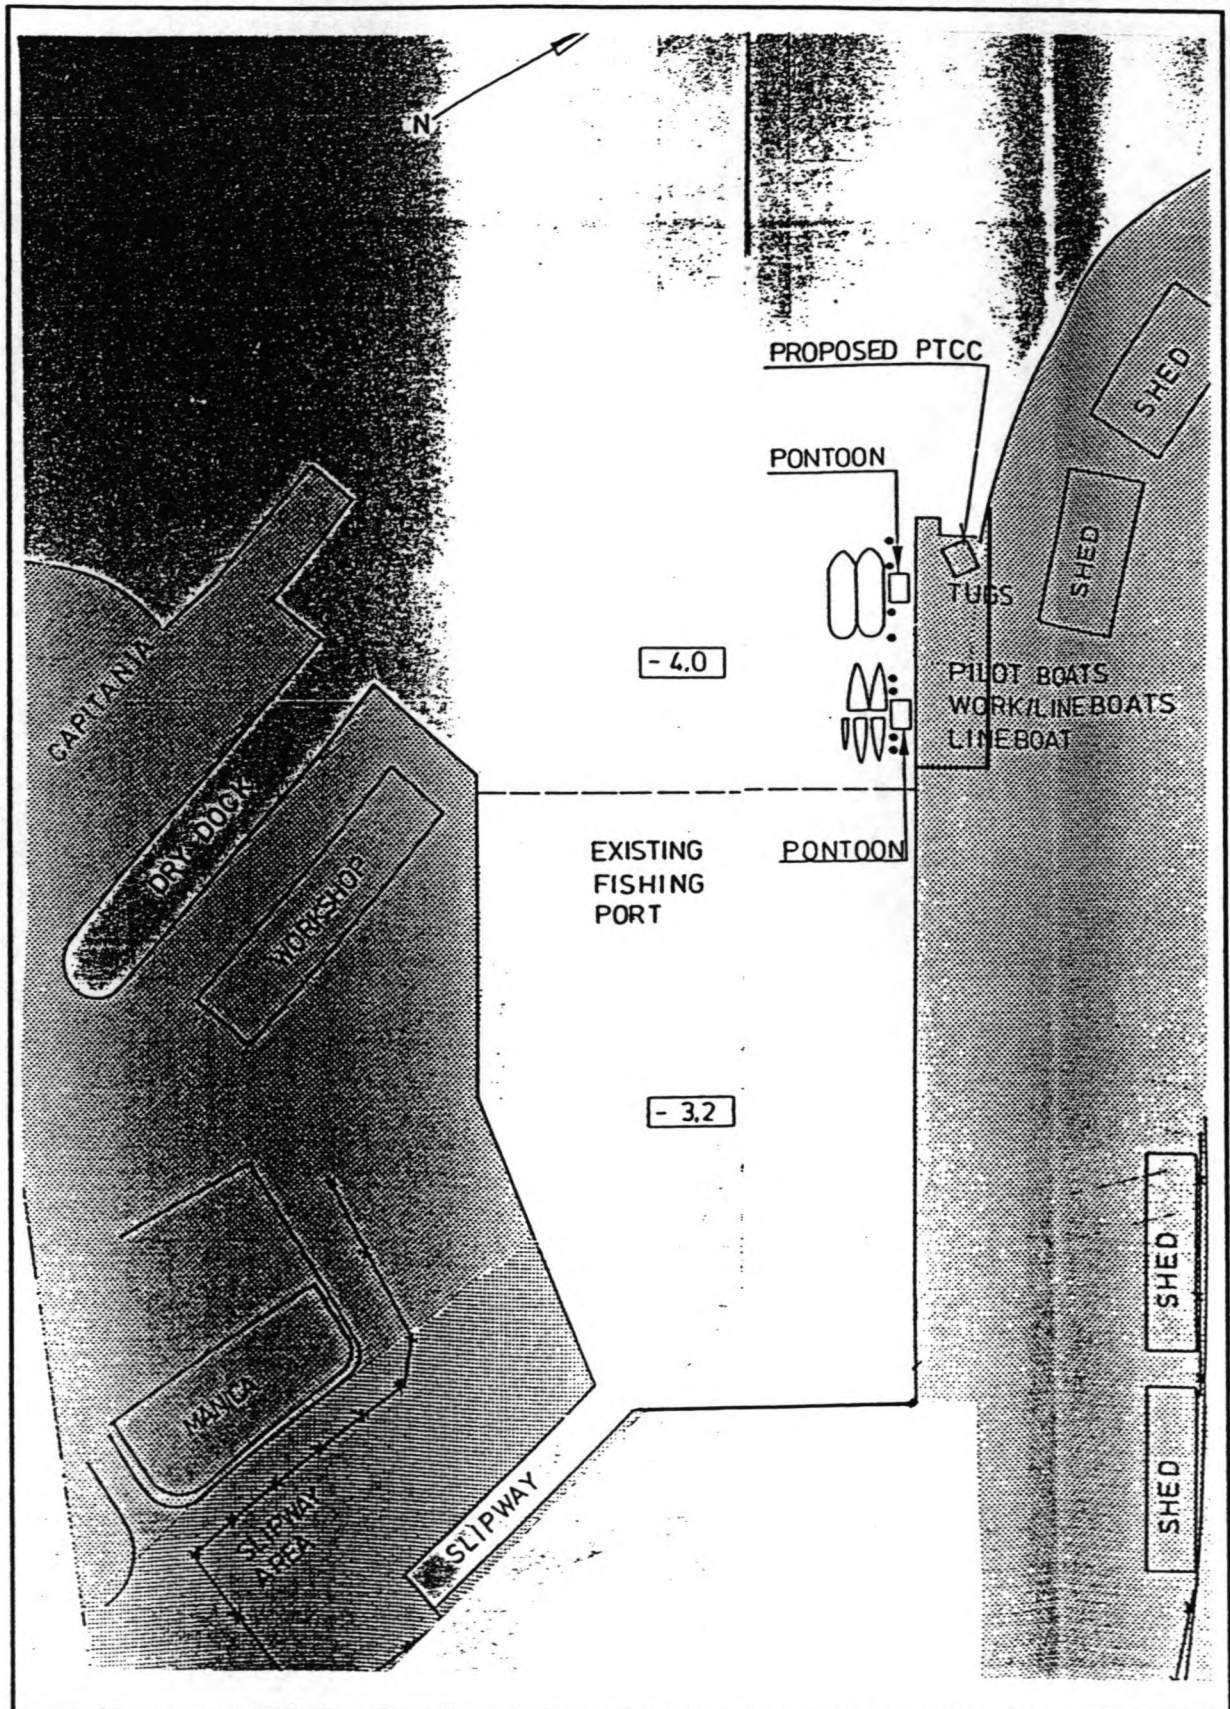 N
PROPOSED PTCC
SHED
PONTOON
SHED
TUGS
CAPITANIA
- 4.0
PILOT BOATS
WORK/LINEBOATS
LINEBOAT
DRY DOCK
EXISTING
FISHING
PORT
PONTOON
WORKSHOP
- 3.2
SHED
MANICA
SHED
SLIPWAY
AREA
SLIPWAY